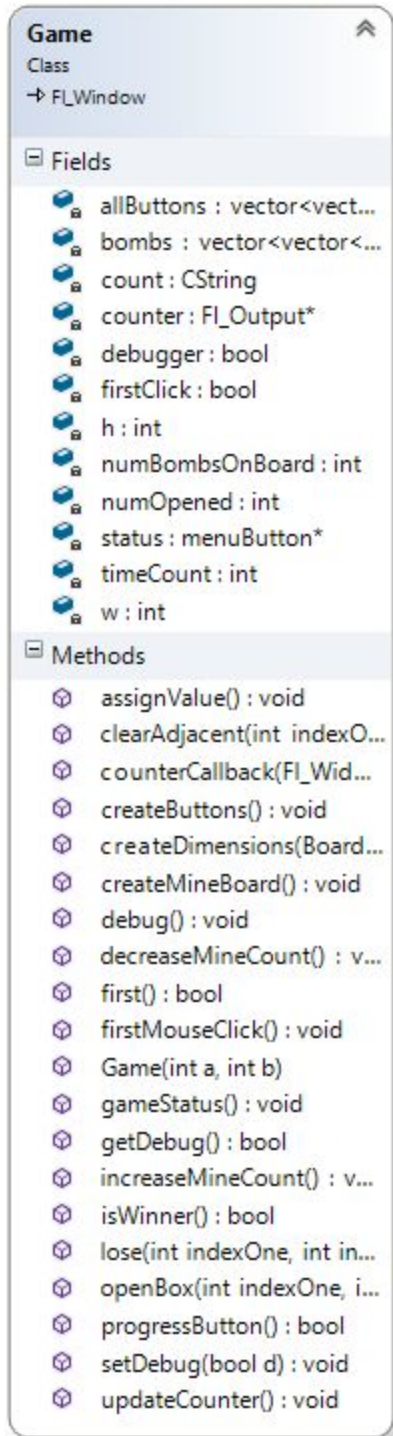 Game
Class
→ Fl_Window
Fields
allButtons : vector<vect...
bombs : vector<vector<...
count : CString
counter : Fl_Output*
debugger : bool
firstClick : bool
h : int
numBombsOnBoard : int
numOpened : int
status : menuButton*
timeCount : int
w : int
Methods
assignValue() : void
clearAdjacent(int indexO...
counterCallback(Fl_Wid...
createButtons() : void
createDimensions(Board...
createMineBoard() : void
debug() : void
decreaseMineCount() : v...
first() : bool
firstMouseClick() : void
Game(int a, int b)
gameStatus() : void
getDebug() : bool
increaseMineCount() : v...
isWinner() : bool
lose(int indexOne, int in...
openBox(int indexOne, i...
progressButton() : bool
setDebug(bool d) : void
updateCounter() : void